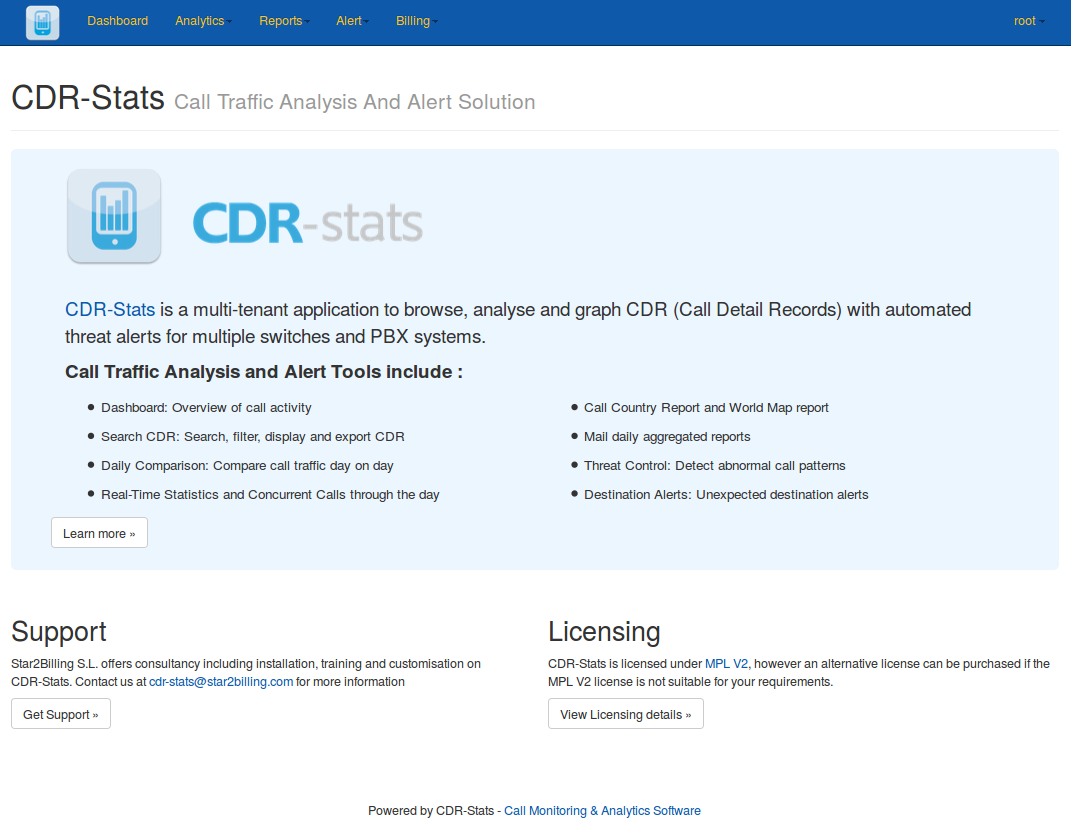 Dashboard Analytics Reports Alert Billing root
CDR-Stats Call Traffic Analysis And Alert Solution
CDR-stats
CDR-Stats is a multi-tenant application to browse, analyse and graph CDR (Call Detail Records) with automated
threat alerts for multiple switches and PBX systems.
Call Traffic Analysis and Alert Tools include :
Dashboard: Overview of call activity
Search CDR: Search, filter, display and export CDR
Daily Comparison: Compare call traffic day on day
Real-Time Statistics and Concurrent Calls through the day
Call Country Report and World Map report
Mail daily aggregated reports
Threat Control: Detect abnormal call patterns
Destination Alerts: Unexpected destination alerts
Learn more »
Support
Star2Billing S.L. offers consultancy including installation, training and customisation on
CDR-Stats. Contact us at cdr-stats@star2billing.com for more information
Get Support »
Licensing
CDR-Stats is licensed under MPL V2, however an alternative license can be purchased if the
MPL V2 license is not suitable for your requirements.
View Licensing details »
Powered by CDR-Stats - Call Monitoring & Analytics Software